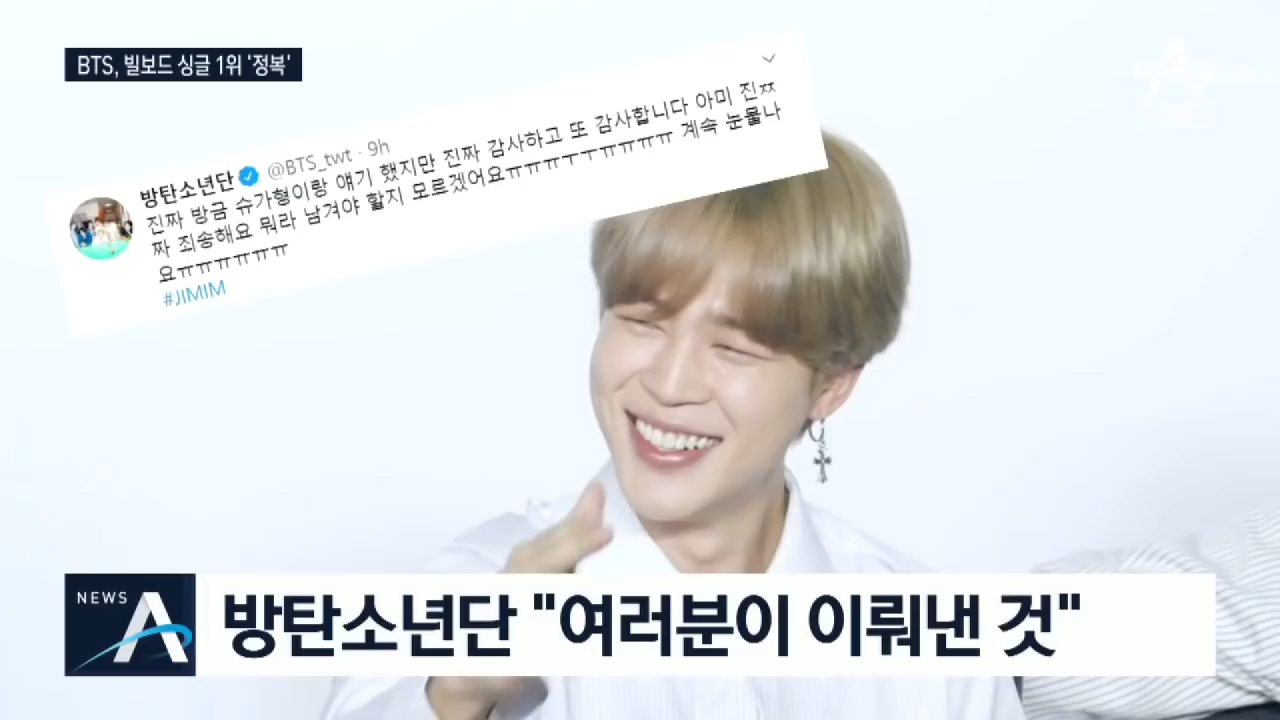 BTS, 빌보드 싱글 1위 '정복'
방탄소년단 @BTS_twt · 9h
진짜 방금 슈가형이랑 얘기 했지만 진짜 감사하고 또 감사합니다 아미 진ㅉ
짜 죄송해요 뭐라 남겨야 할지 모르겠어요ㅠㅠㅠㅜㅜㅠㅠㅠㅠ 계속 눈물나
요ㅠㅠㅠㅠㅠㅠ
#JIMIM
NEWS A
방탄소년단 "여러분이 이뤄낸 것"